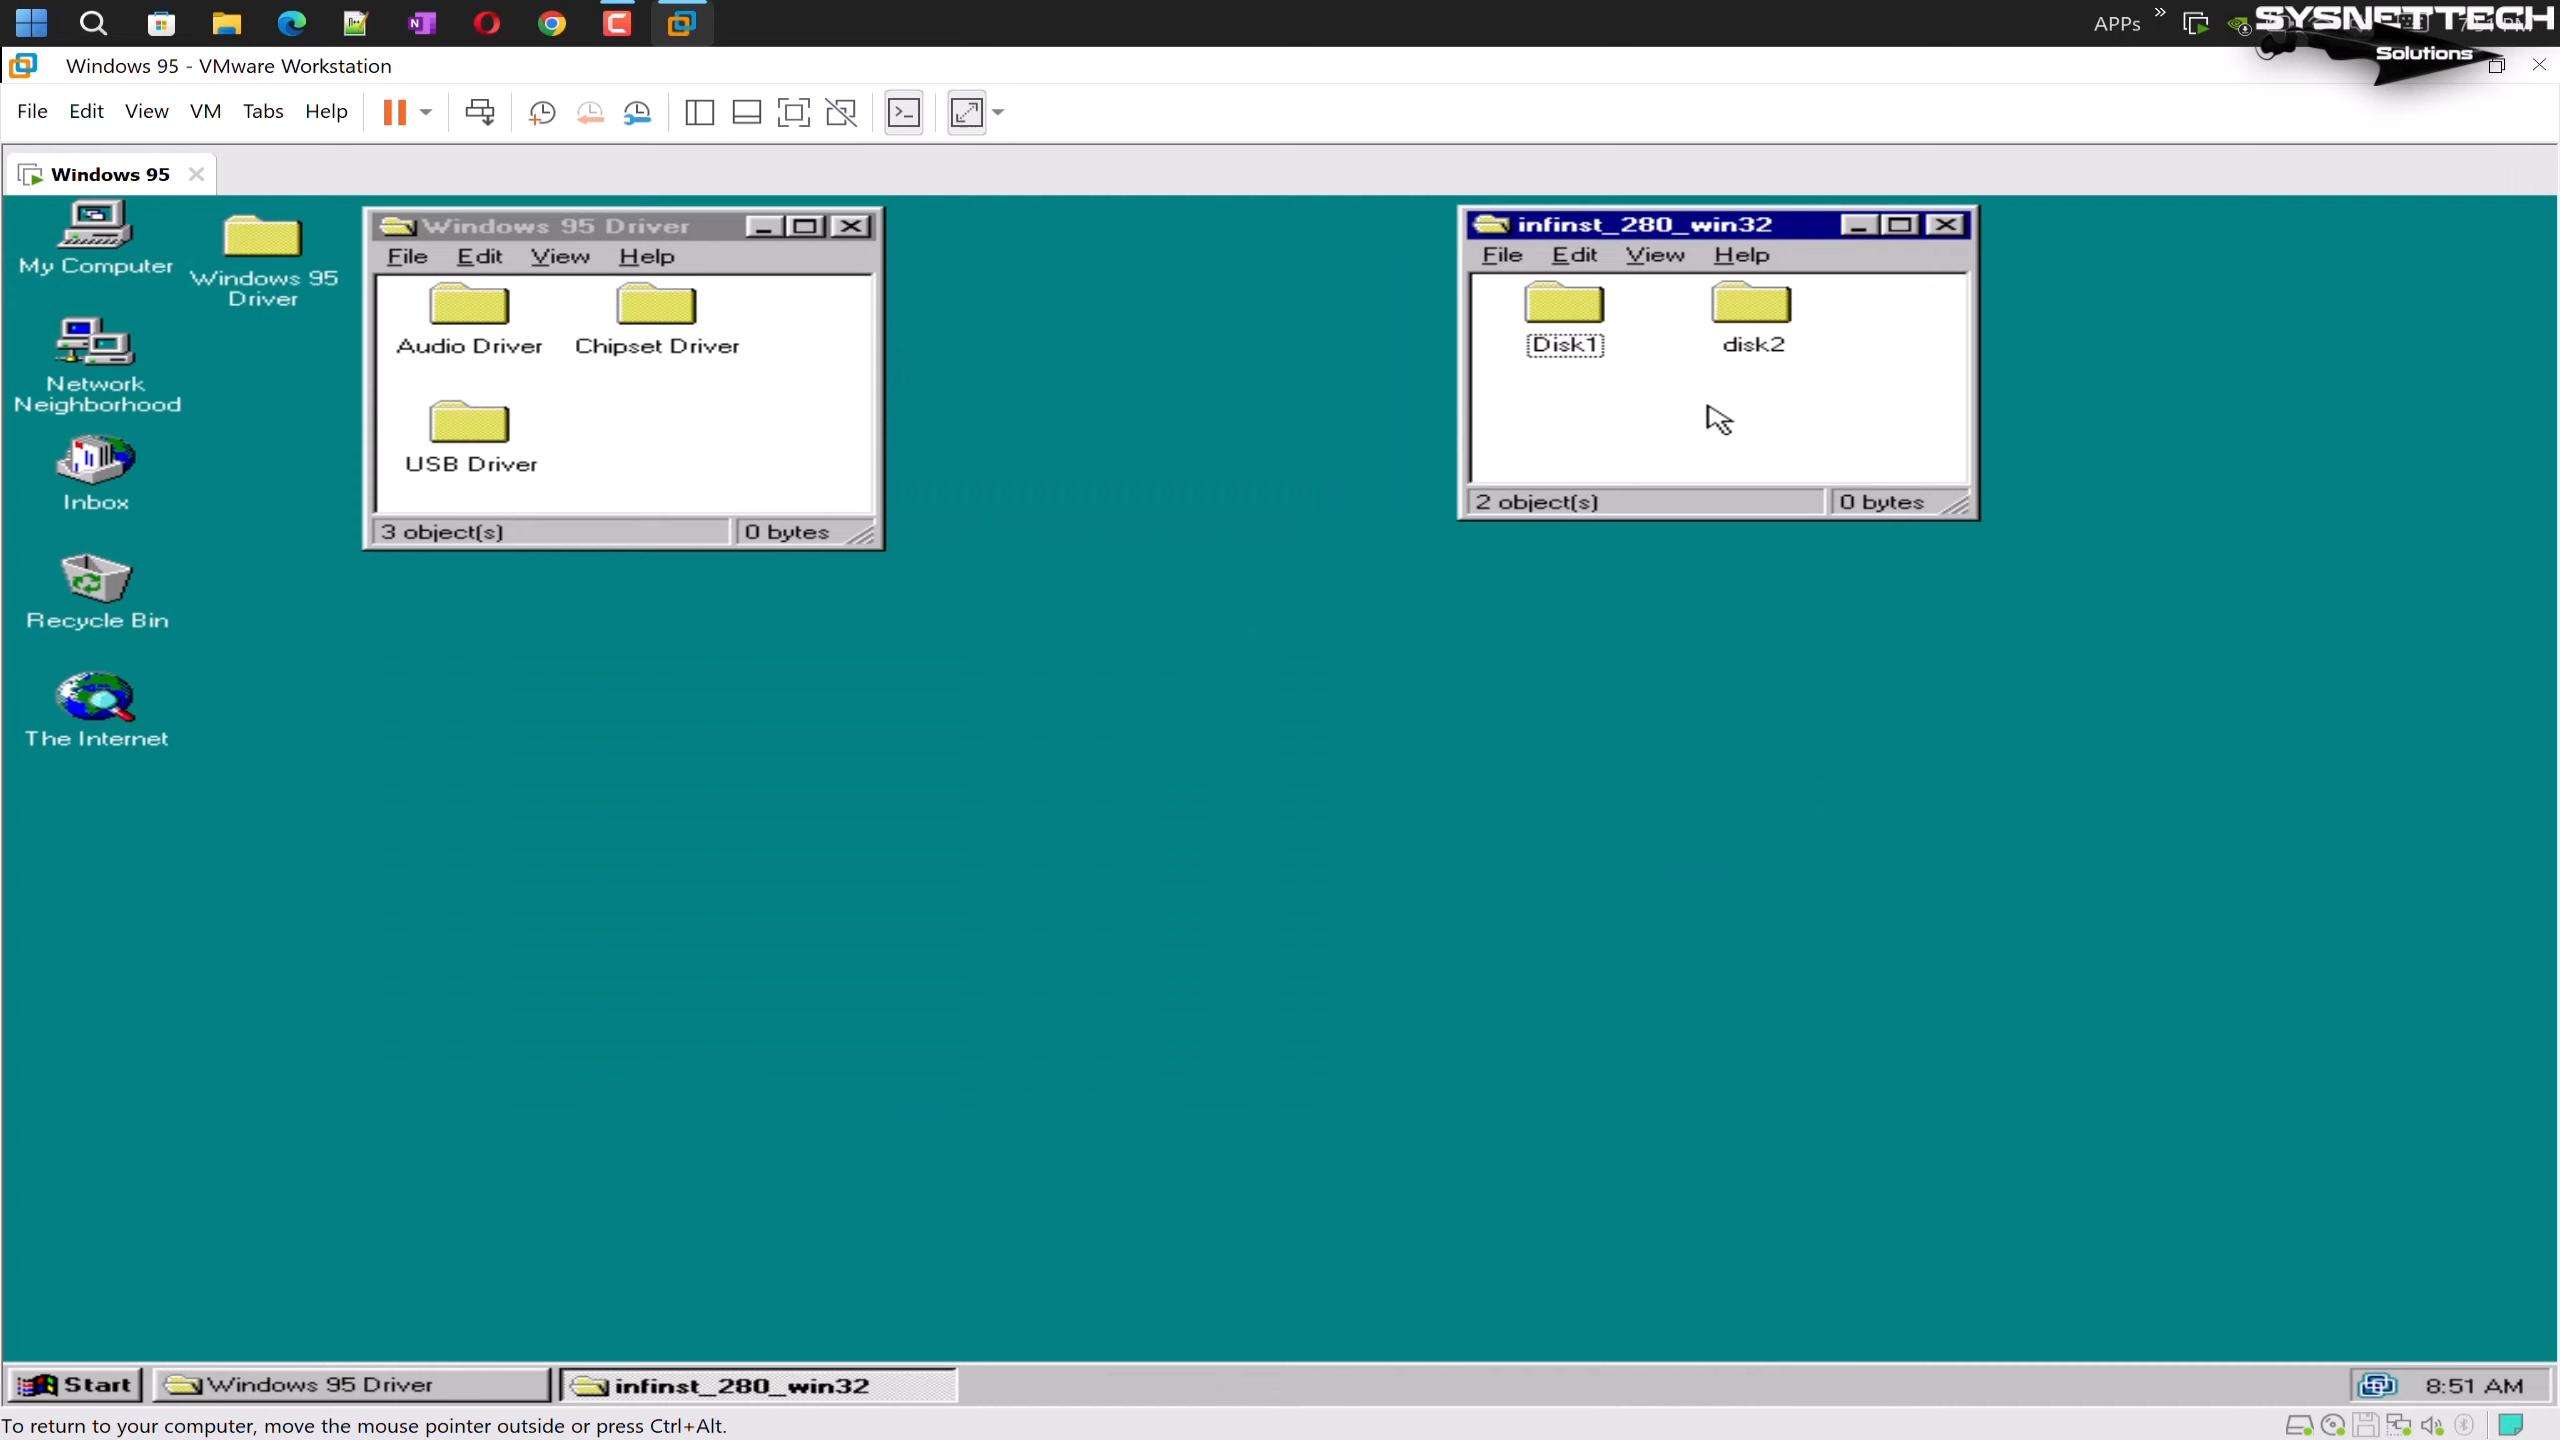 APPs
SYSNETTECH
Solutions
Windows 95 - VMware Workstation
File Edit View VM Tabs Help
Windows 95
My Computer
Windows 95
Driver
Network
Neighborhood
Inbox
Recycle Bin
The Internet
Windows 95 Driver
File Edit View Help
Audio Driver
Chipset Driver
USB Driver
3 object(s)
0 bytes
infinst_280_win32
File Edit View Help
Disk1
disk2
2 object(s)
0 bytes
Start
Windows 95 Driver
infinst_280_win32
8:51 AM
To return to your computer, move the mouse pointer outside or press Ctrl+Alt.